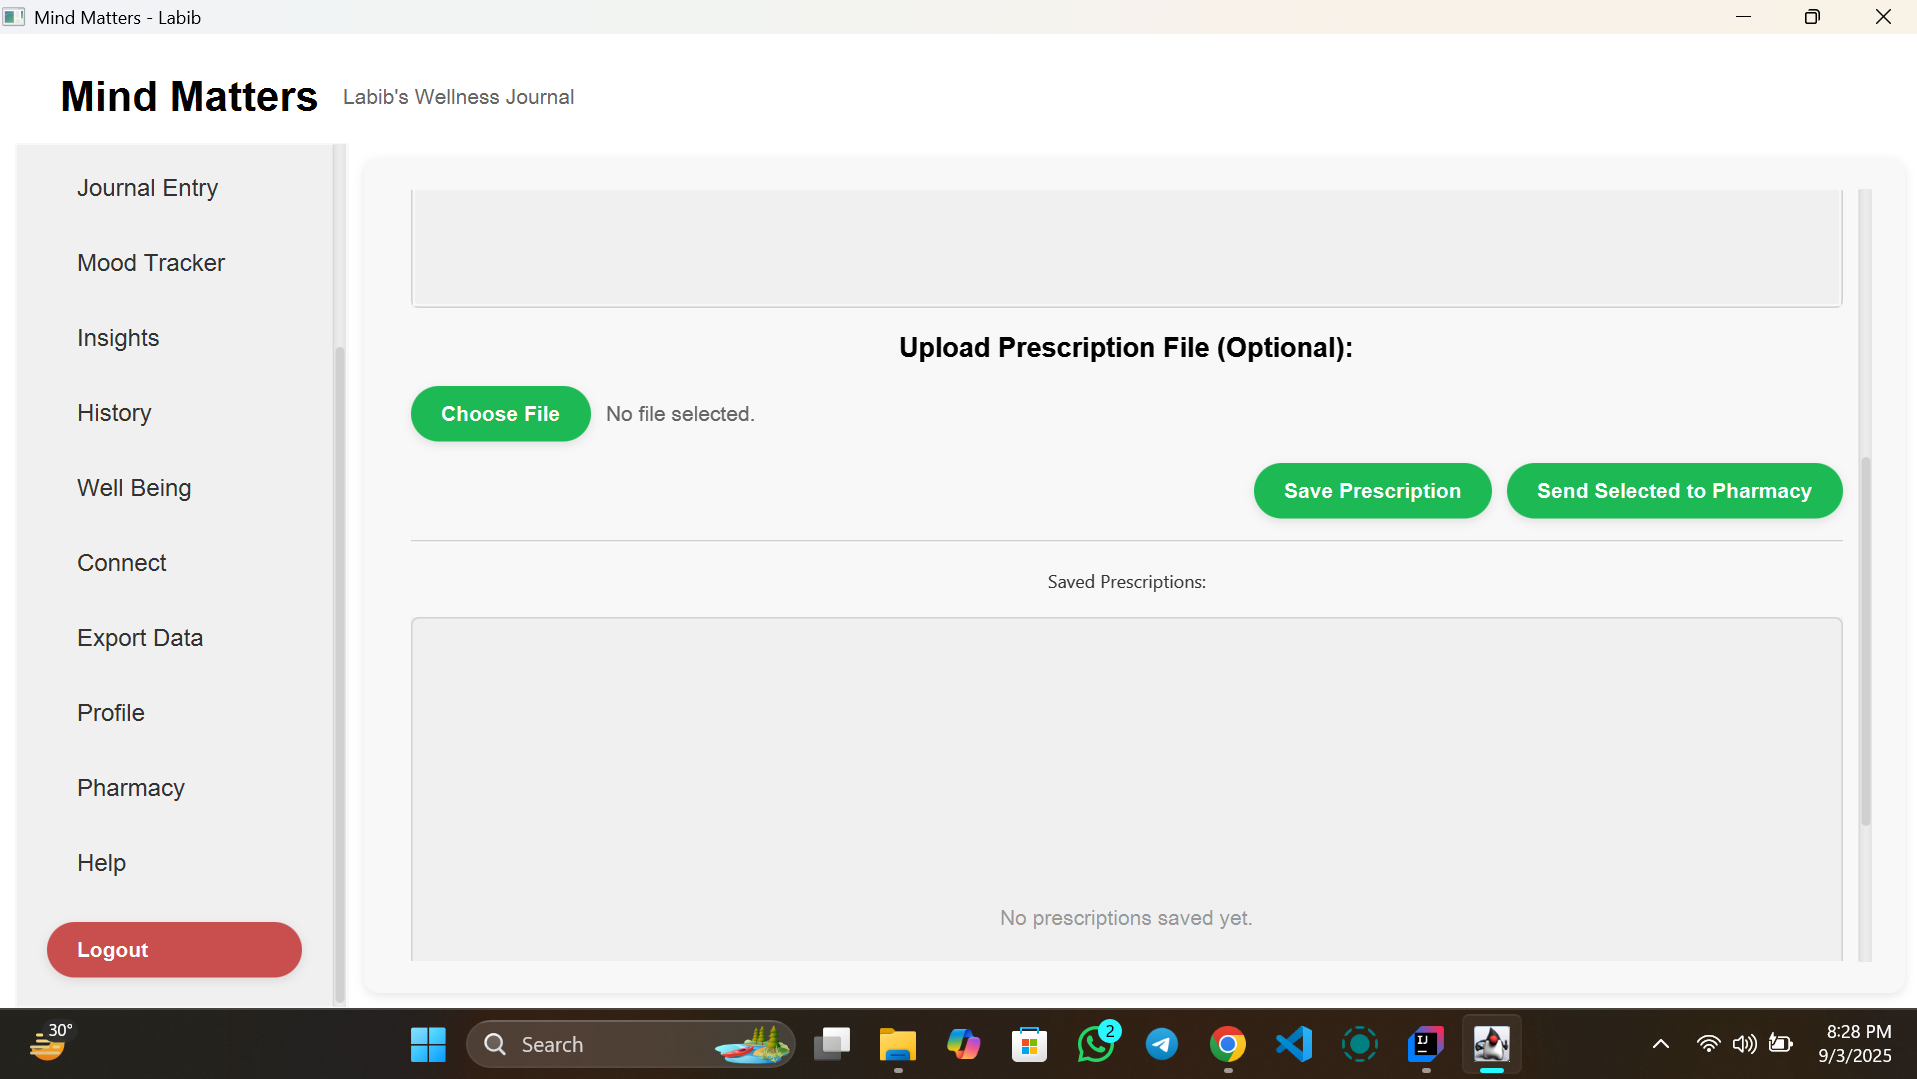 Mind Matters - Labib
Mind Matters
Labib's Wellness Journal
Journal Entry
Mood Tracker
Insights
History
Well Being
Connect
Export Data
Profile
Pharmacy
Help
Logout
Upload Prescription File (Optional):
Choose File
No file selected.
Save Prescription
Send Selected to Pharmacy
Saved Prescriptions:
No prescriptions saved yet.
30°
Search
2
IJ
8:28 PM
9/3/2025